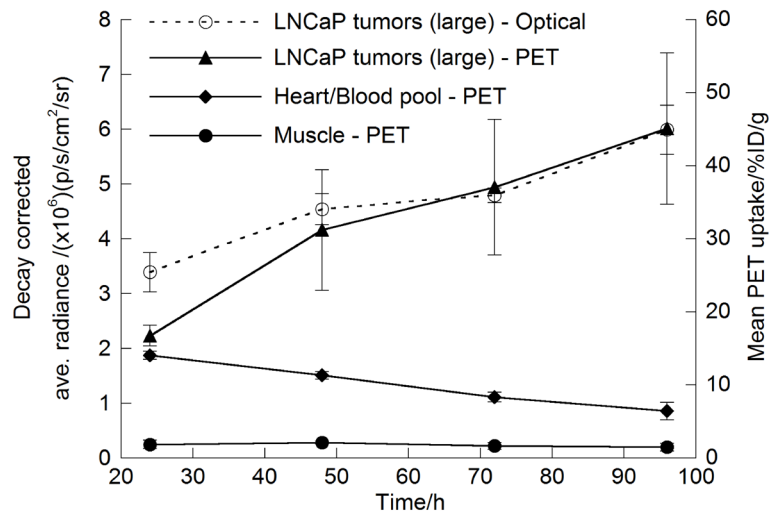 LNCaP tumors (large) - Optical
LNCaP tumors (large) - PET
Heart/Blood pool - PET
Muscle - PET
8
7
6
5
4
3
2
1
0
Decay corrected
ave. radiance /(x10⁶)(p/s/cm²/sr)
60
50
40
30
20
10
0
Mean PET uptake/%ID/g
20 30 40 50 60 70 80 90 100
Time/h